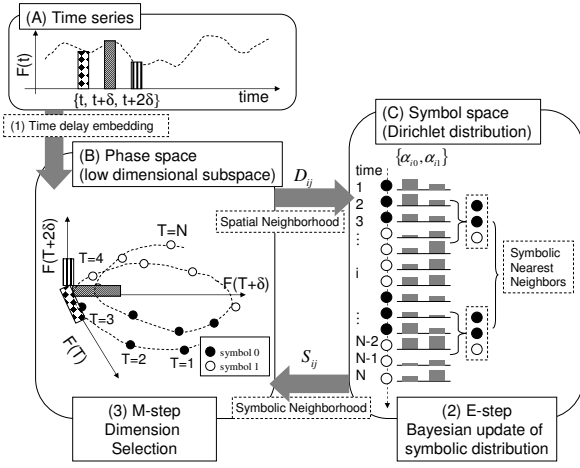 (A) Time series
F(t)
{t, t+δ, t+2δ}
time
(1) Time delay embedding
(B) Phase space
(low dimensional subspace)
D_ij
Spatial Neighborhood
F(T+2δ)
T=N
T=4
F(T+δ)
T=3
F(T)
T=2
T=1
symbol 0
symbol 1
S_ij
Symbolic Neighborhood
(3) M-step
Dimension
Selection
(C) Symbol space
(Dirichlet distribution)
{α_i0, α_i1}
time
1
2
3
⋮
i
⋮
N-2
N-1
N
Symbolic
Nearest
Neighbors
(2) E-step
Bayesian update of
symbolic distribution